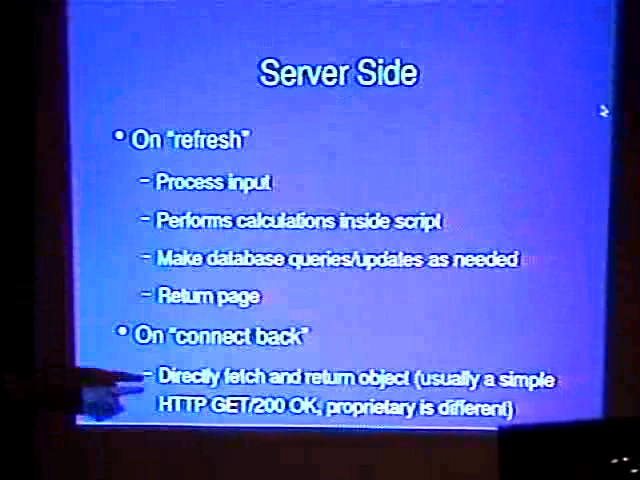 Server Side
• On "refresh"
– Process input
– Performs calculations inside script
– Make database queries/updates as needed
– Return page
• On "connect back"
– Directly fetch and return object (usually a simple
HTTP GET/200 OK, proprietary is different)